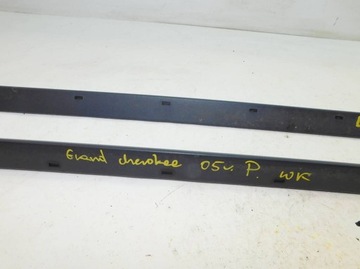 Grand cherokee 05r. P. WK